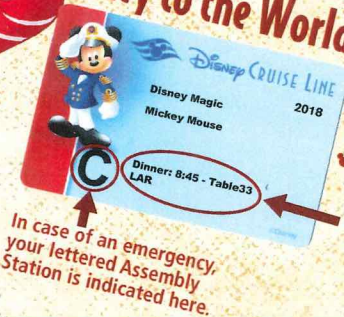 y to the World
Disney CRUISE LINE
Disney Magic 2018
Mickey Mouse
C
Dinner: 8:45 - Table33
LAR
©Disney
In case of an emergency,
your lettered Assembly
Station is indicated here.